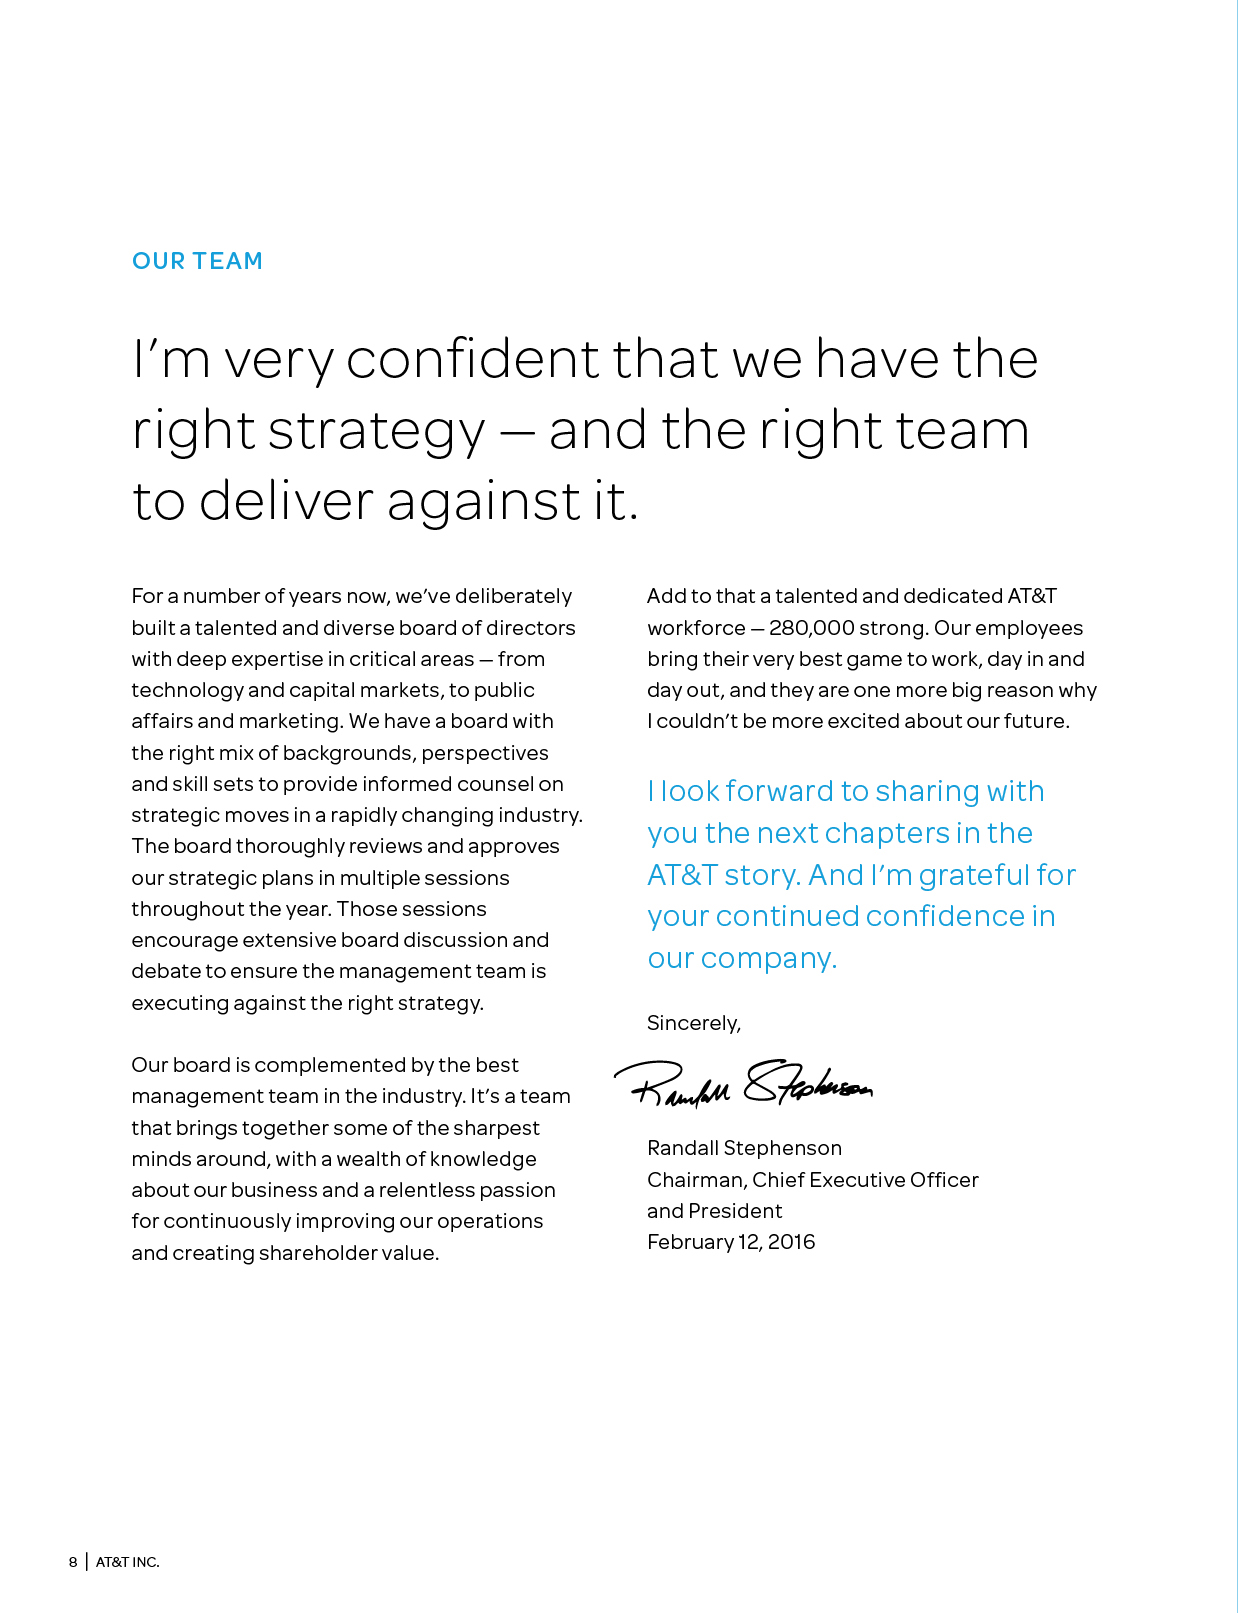 OUR TEAM
I’m very confident that we have the
right strategy — and the right team
to deliver against it.
For a number of years now, we’ve deliberately
built a talented and diverse board of directors
with deep expertise in critical areas — from
technology and capital markets, to public
affairs and marketing. We have a board with
the right mix of backgrounds, perspectives
and skill sets to provide informed counsel on
strategic moves in a rapidly changing industry.
The board thoroughly reviews and approves
our strategic plans in multiple sessions
throughout the year. Those sessions
encourage extensive board discussion and
debate to ensure the management team is
executing against the right strategy.
Our board is complemented by the best
management team in the industry. It’s a team
that brings together some of the sharpest
minds around, with a wealth of knowledge
about our business and a relentless passion
for continuously improving our operations
and creating shareholder value.
Add to that a talented and dedicated AT&T
workforce — 280,000 strong. Our employees
bring their very best game to work, day in and
day out, and they are one more big reason why
I couldn’t be more excited about our future.
I look forward to sharing with
you the next chapters in the
AT&T story. And I’m grateful for
your continued confidence in
our company.
Sincerely,
Randall Stephenson
Randall Stephenson
Chairman, Chief Executive Officer
and President
February 12, 2016
8 | AT&T INC.